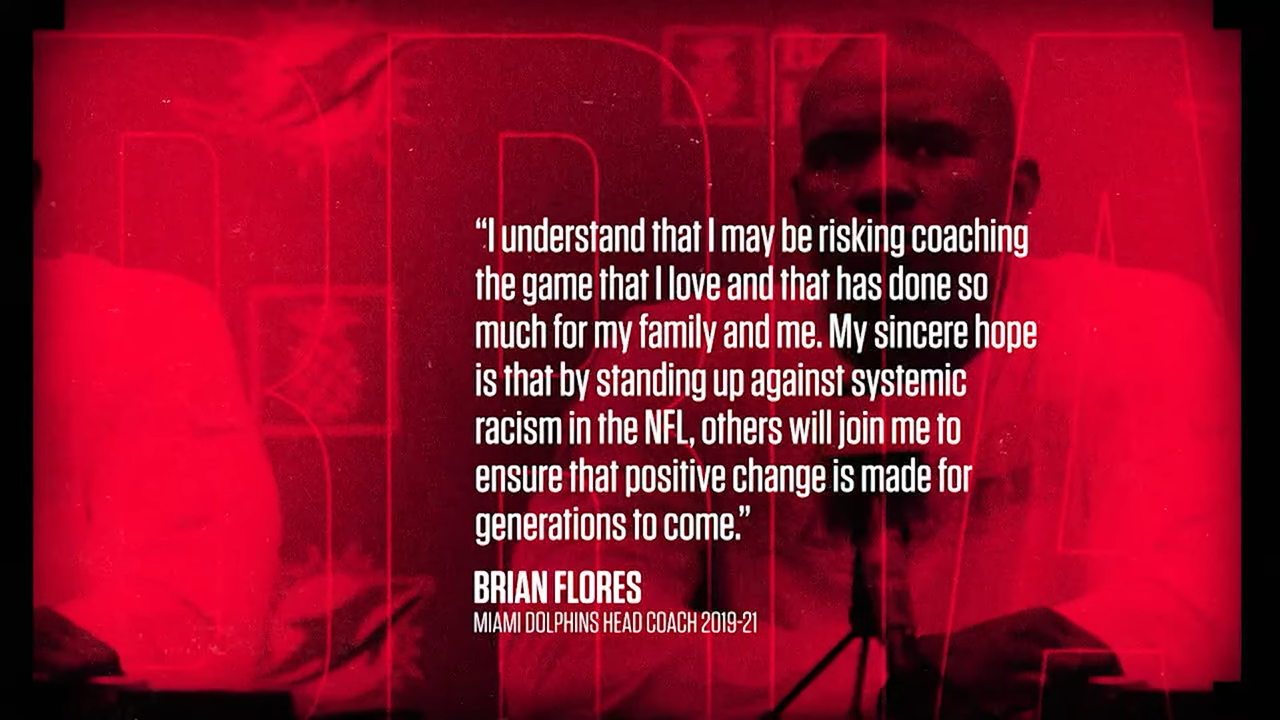 “I understand that I may be risking coaching
the game that I love and that has done so
much for my family and me. My sincere hope
is that by standing up against systemic
racism in the NFL, others will join me to
ensure that positive change is made for
generations to come.”
BRIAN FLORES
MIAMI DOLPHINS HEAD COACH 2019-21